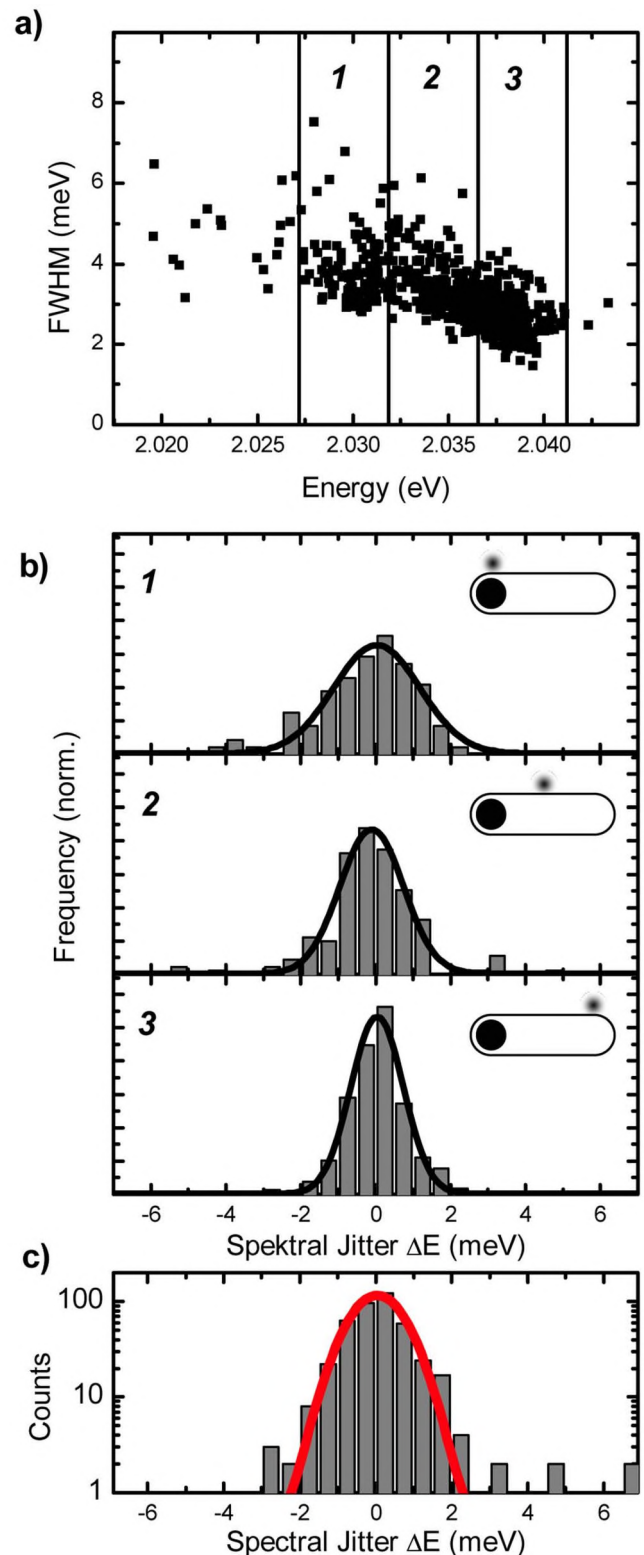 a)
1 2 3
8
6
4
2
0
FWHM (meV)
2.020 2.025 2.030 2.035 2.040
Energy (eV)
b)
1
2
3
Frequency (norm.)
-6 -4 -2 0 2 4 6
Spektral Jitter ΔE (meV)
c)
100
10
1
Counts
-6 -4 -2 0 2 4 6
Spectral Jitter ΔE (meV)